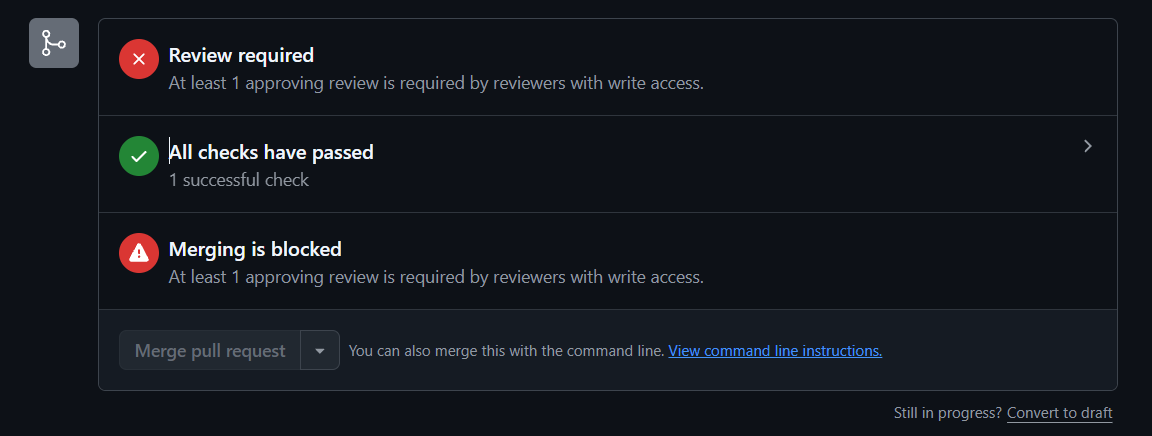 Review required
At least 1 approving review is required by reviewers with write access.
All checks have passed
1 successful check
Merging is blocked
At least 1 approving review is required by reviewers with write access.
Merge pull request
You can also merge this with the command line. View command line instructions.
Still in progress? Convert to draft